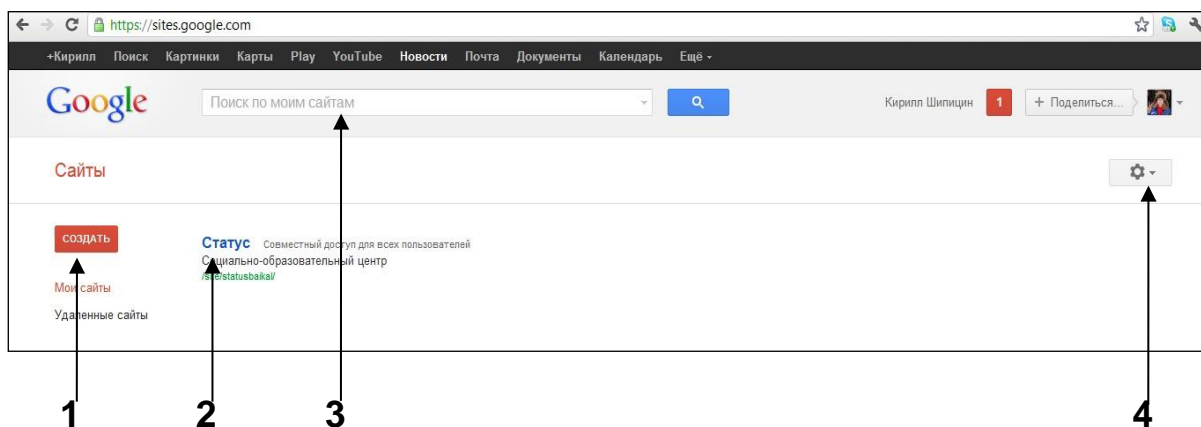 https://sites.google.com
+Кирилл Поиск Картинки Карты Play YouTube Новости Почта Документы Календарь Ещё
Google Поиск по моим сайтам Кирилл Шипицин 1 + Поделиться...
Сайты
СОЗДАТЬ
Статус Совместный доступ для всех пользователей
Социально-образовательный центр
/site/statusbaikal/
Мои сайты
Удаленные сайты
1 2 3 4